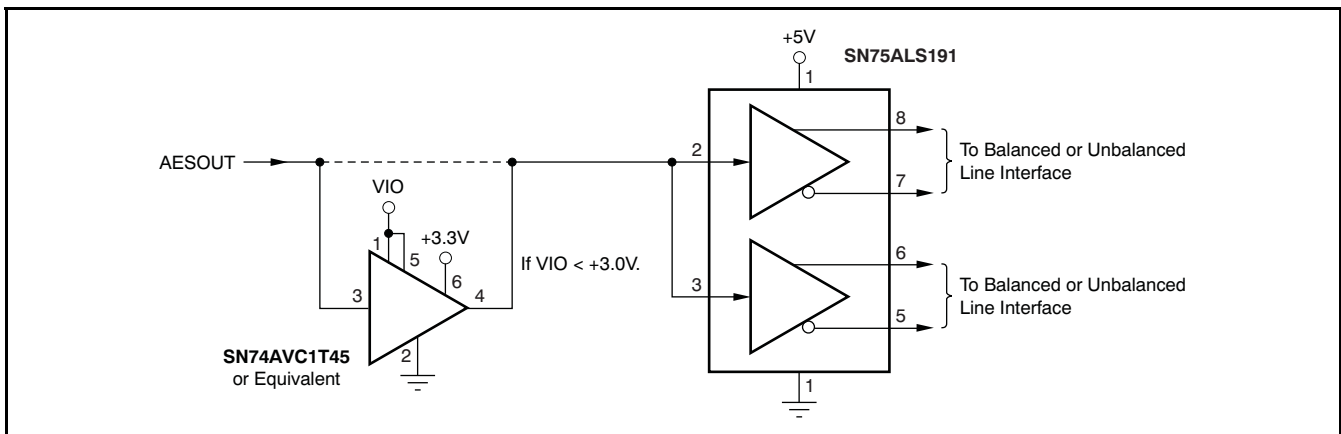 +5V
SN75ALS191
1
8
AESOUT
2
To Balanced or Unbalanced
Line Interface
7
VIO
+3.3V
1
5
6
If VIO < +3.0V.
3
4
6
3
To Balanced or Unbalanced
Line Interface
5
SN74AVC1T45
or Equivalent
2
1